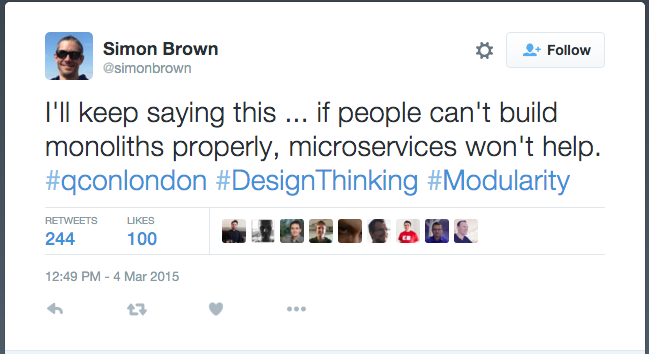 Simon Brown
@simonbrown
Follow
I'll keep saying this ... if people can't build
monoliths properly, microservices won't help.
#qconlondon #DesignThinking #Modularity
RETWEETS LIKES
244 100
12:49 PM - 4 Mar 2015